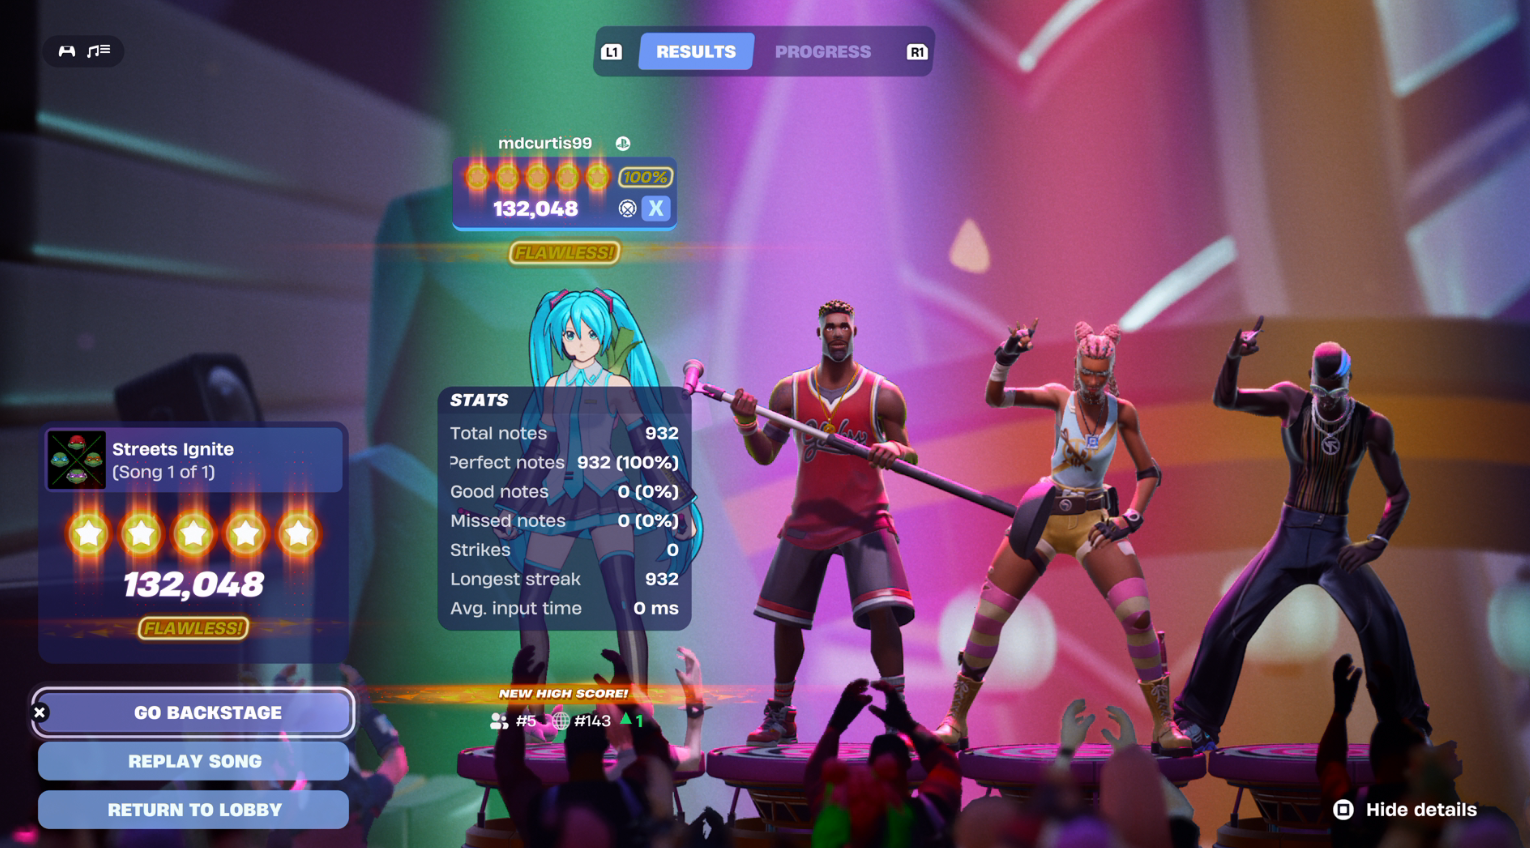 L1 RESULTS PROGRESS R1
mdcurtis99
100%
132,048 X
FLAWLESS!
STATS
Total notes 932
Perfect notes 932 (100%)
Good notes 0 (0%)
Missed notes 0 (0%)
Strikes 0
Longest streak 932
Avg. input time 0 ms
NEW HIGH SCORE!
#5 #143 1
Streets Ignite
(Song 1 of 1)
132,048
FLAWLESS!
GO BACKSTAGE
REPLAY SONG
RETURN TO LOBBY
Hide details